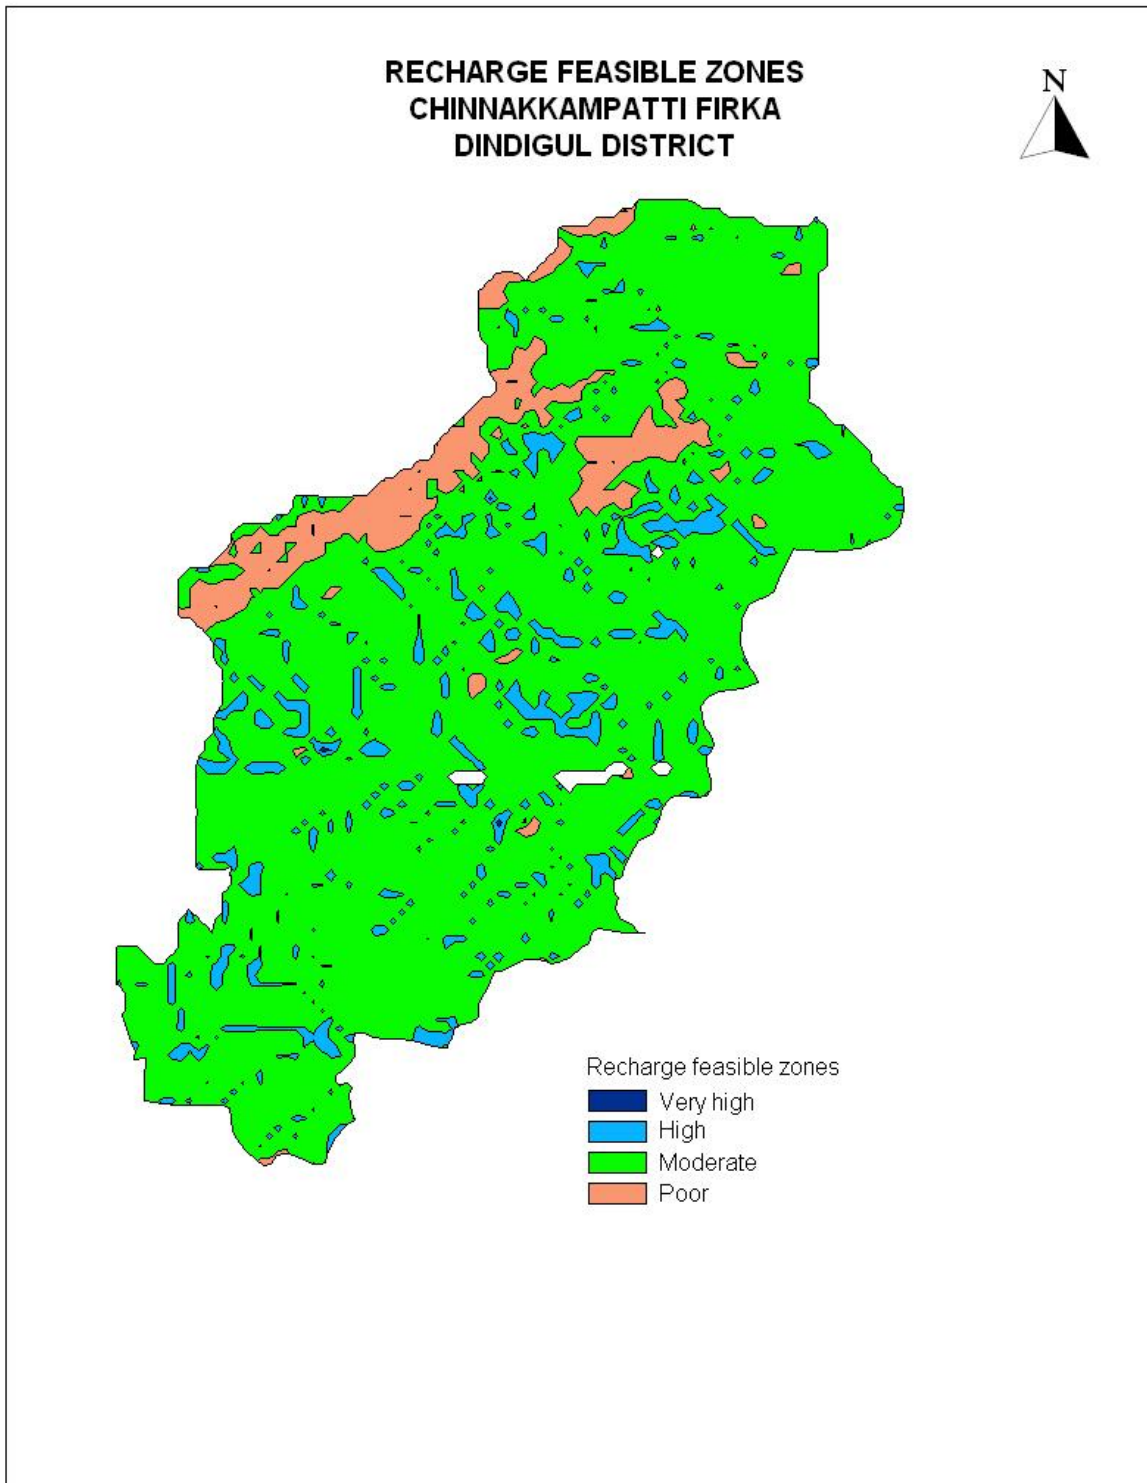 RECHARGE FEASIBLE ZONES
CHINNAKKAMPATTI FIRKA
DINDIGUL DISTRICT
N
Recharge feasible zones
Very high
High
Moderate
Poor